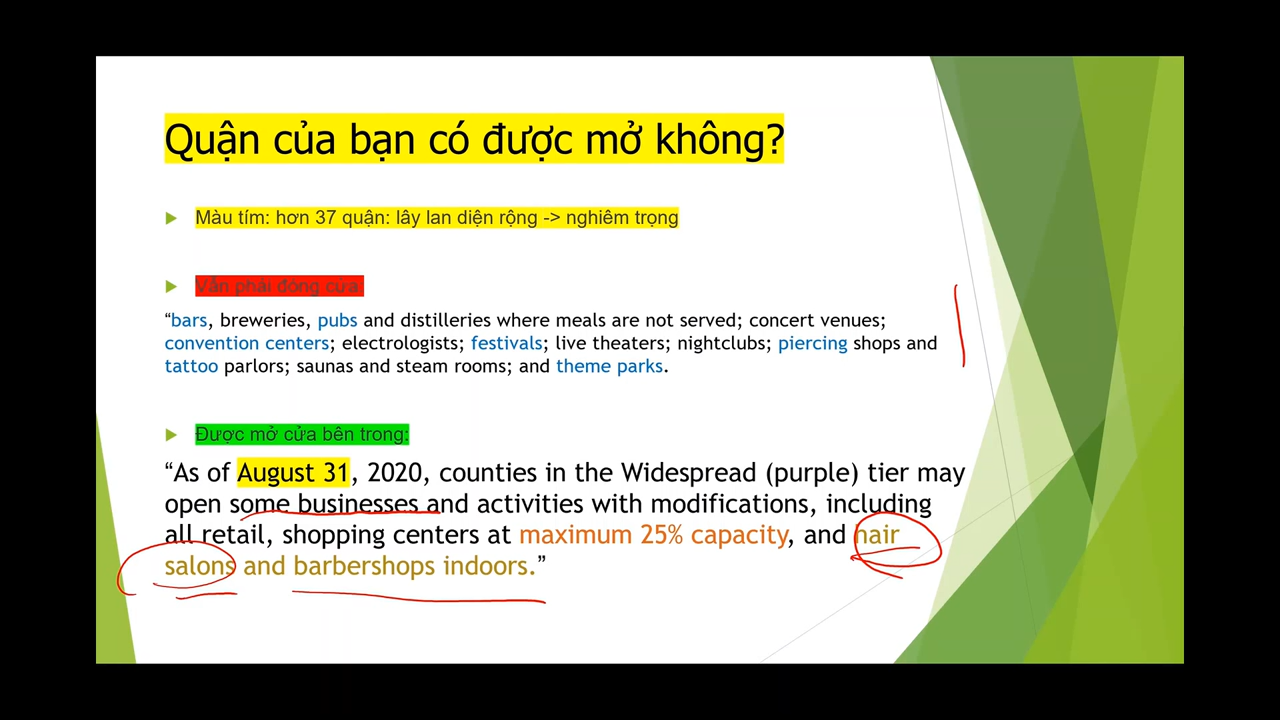 Quận của bạn có được mở không?
Màu tím: hơn 37 quận: lây lan diện rộng -> nghiêm trọng
Vẫn phải đóng cửa:
“bars, breweries, pubs and distilleries where meals are not served; concert venues;
convention centers; electrologists; festivals; live theaters; nightclubs; piercing shops and
tattoo parlors; saunas and steam rooms; and theme parks.
Được mở cửa bên trong:
“As of August 31, 2020, counties in the Widespread (purple) tier may
open some businesses and activities with modifications, including
all retail, shopping centers at maximum 25% capacity, and hair
salons and barbershops indoors.”